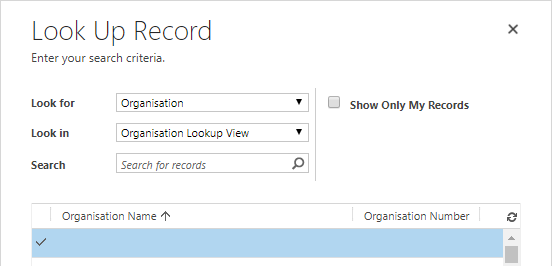 Look Up Record
Enter your search criteria.
Look for Organisation Show Only My Records
Look in Organisation Lookup View
Search Search for records
Organisation Name Organisation Number